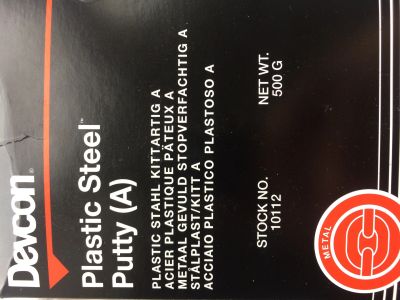 Devcon®
Plastic Steel™
Putty (A)
PLASTIC STAHL KITTARTIG A
ACIER PLASTIQUE PÂTEUX A
METAAL GEVULD STOPVERFACHTIG A
STÅLPLAST/KITT A
ACCIAIO PLASTICO PLASTOSO A
STOCK NO.
10112
NET WT.
500 G
METAL